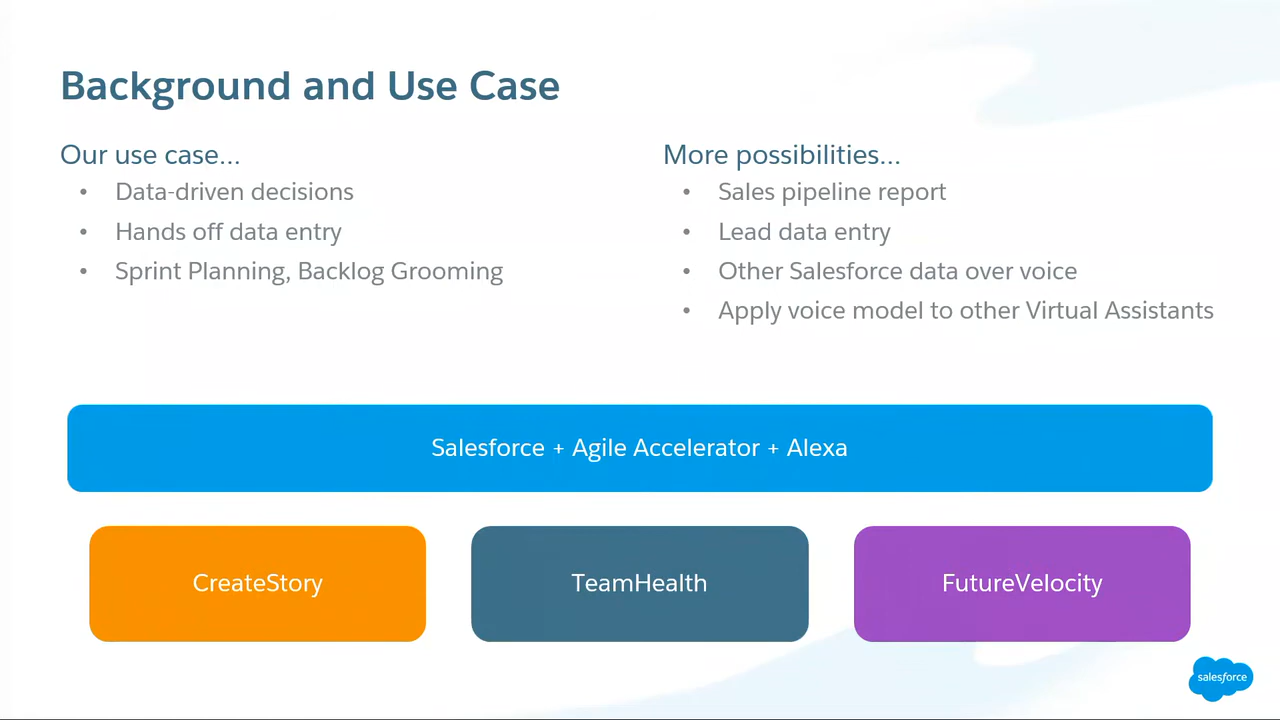 Background and Use Case
Our use case...
• Data-driven decisions
• Hands off data entry
• Sprint Planning, Backlog Grooming
More possibilities...
• Sales pipeline report
• Lead data entry
• Other Salesforce data over voice
• Apply voice model to other Virtual Assistants
Salesforce + Agile Accelerator + Alexa
CreateStory
TeamHealth
FutureVelocity
salesforce